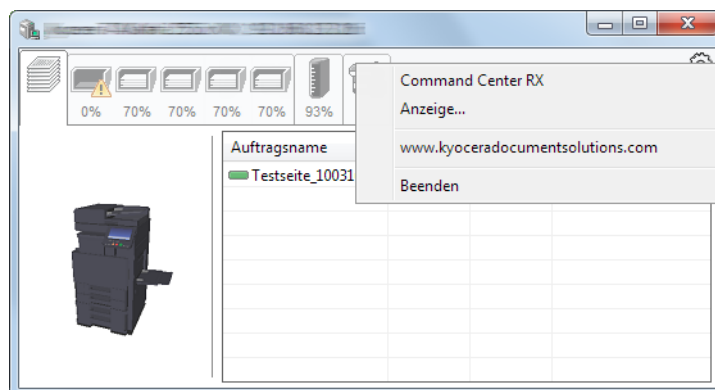 0% 70% 70% 70% 70% 93%
Command Center RX
Anzeige...
www.kyoceradocumentsolutions.com
Beenden
Auftragsname
Testseite_10031